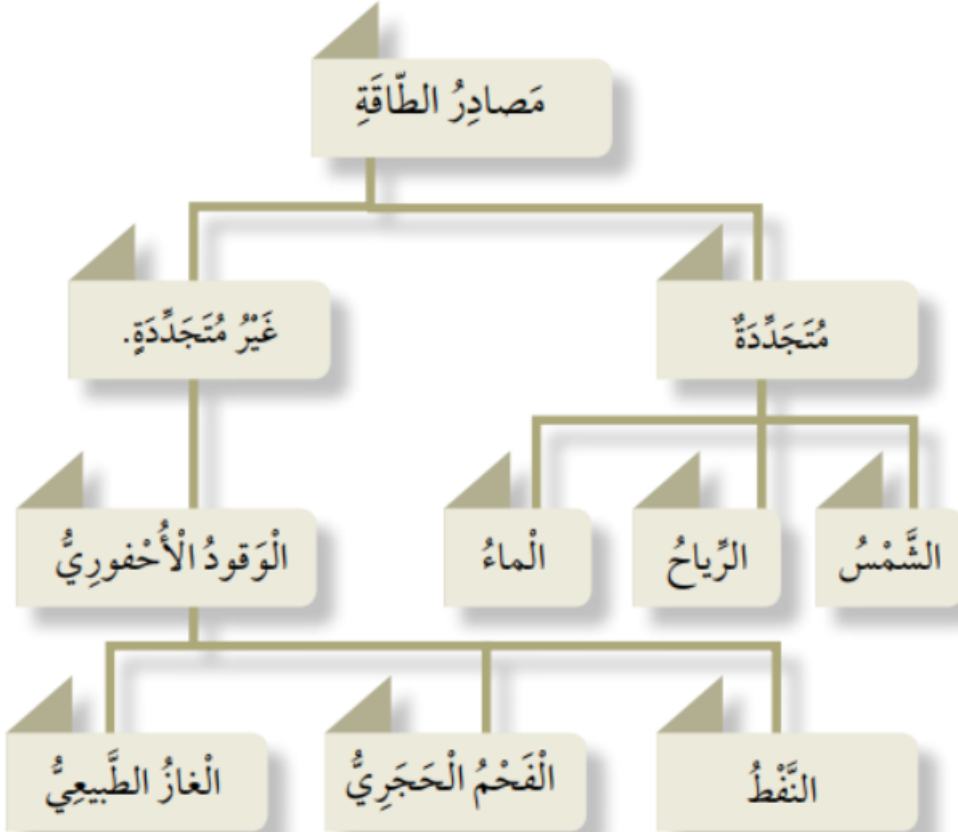 مَصادِرُ الطّاقَةِ
مُتَجَدِّدَةٌ
غَيْرُ مُتَجَدِّدَةٍ.
الشَّمْسُ
الرِّياحُ
الْماءُ
الْوَقودُ الْأُحْفورِيُّ
النَّفْطُ
الْفَحْمُ الْحَجَرِيُّ
الْغازُ الطَّبيعِيُّ